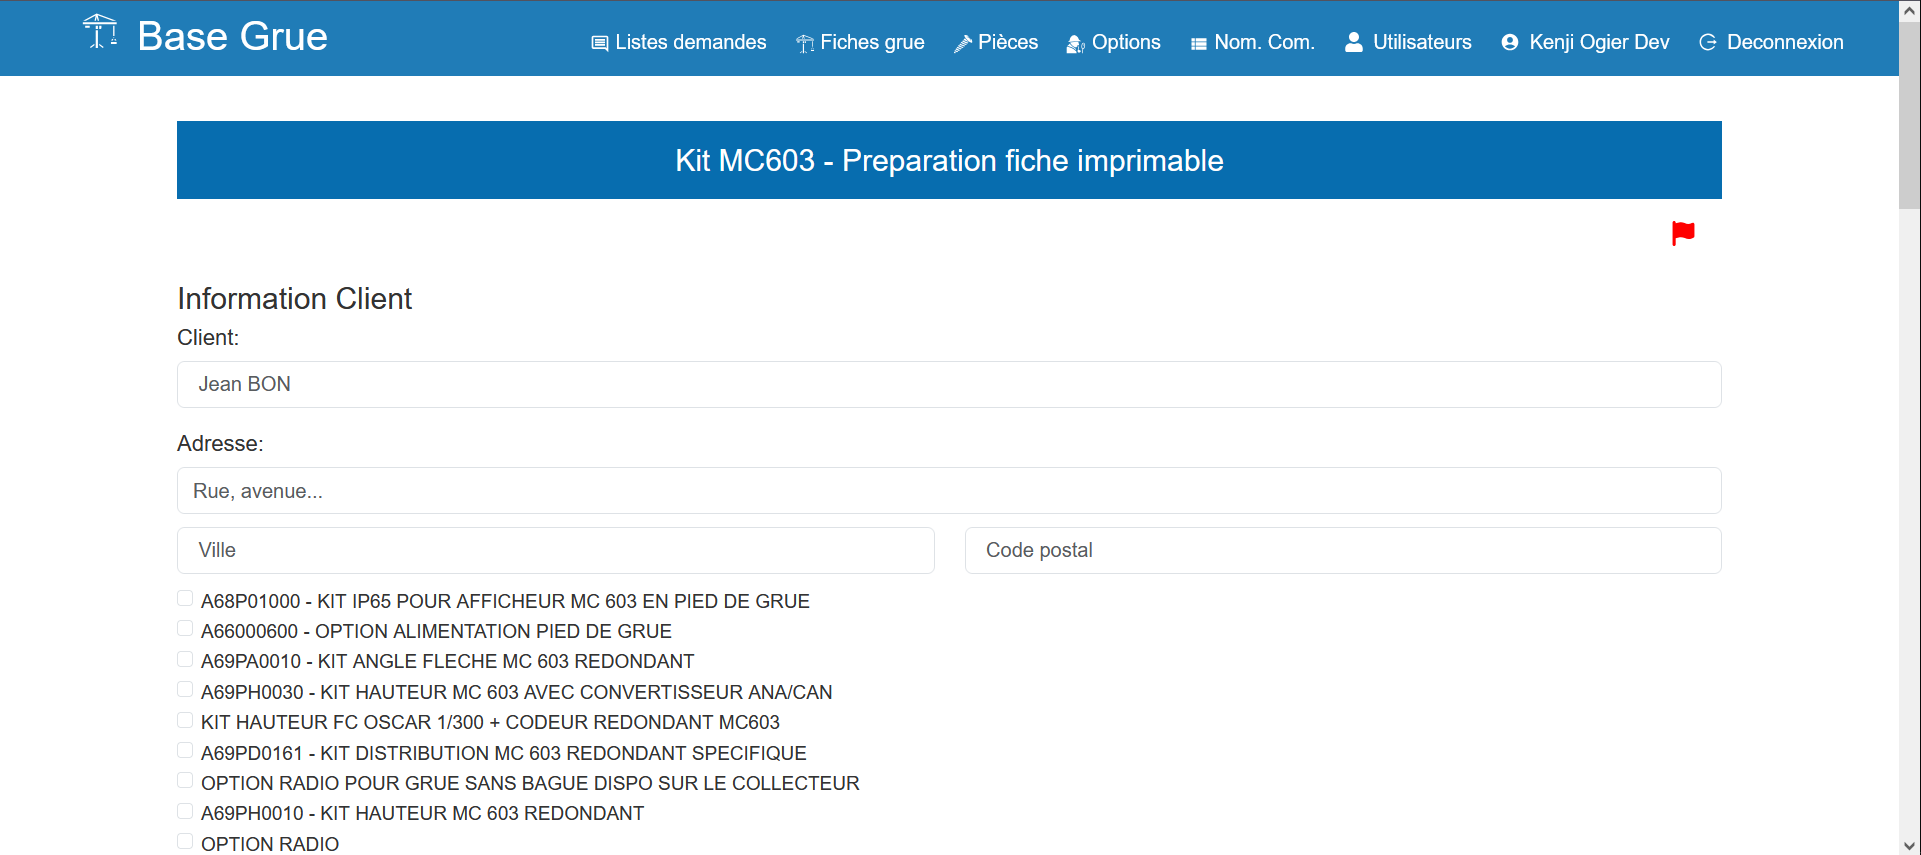 Base Grue
Listes demandes Fiches grue Pièces Options Nom. Com. Utilisateurs Kenji Ogier Dev Deconnexion
Kit MC603 - Preparation fiche imprimable
Information Client
Client:
Jean BON
Adresse:
Rue, avenue...
Ville Code postal
A68P01000 - KIT IP65 POUR AFFICHEUR MC 603 EN PIED DE GRUE
A66000600 - OPTION ALIMENTATION PIED DE GRUE
A69PA0010 - KIT ANGLE FLECHE MC 603 REDONDANT
A69PH0030 - KIT HAUTEUR MC 603 AVEC CONVERTISSEUR ANA/CAN
KIT HAUTEUR FC OSCAR 1/300 + CODEUR REDONDANT MC603
A69PD0161 - KIT DISTRIBUTION MC 603 REDONDANT SPECIFIQUE
OPTION RADIO POUR GRUE SANS BAGUE DISPO SUR LE COLLECTEUR
A69PH0010 - KIT HAUTEUR MC 603 REDONDANT
OPTION RADIO